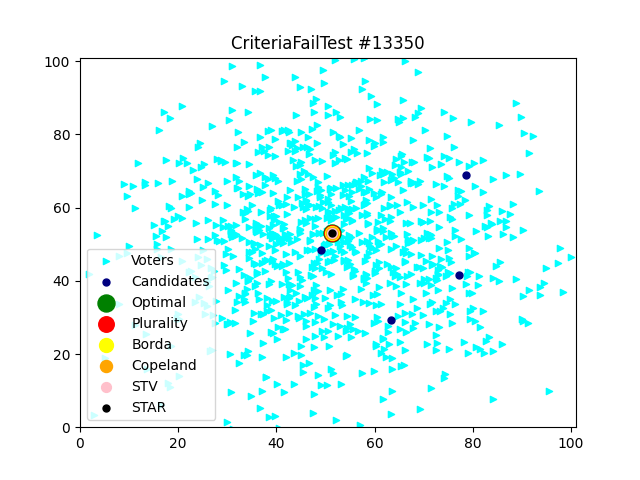 CriteriaFailTest #13350
100
80
60
40
20
0
Voters
Candidates
Optimal
Plurality
Borda
Copeland
STV
STAR
0 20 40 60 80 100